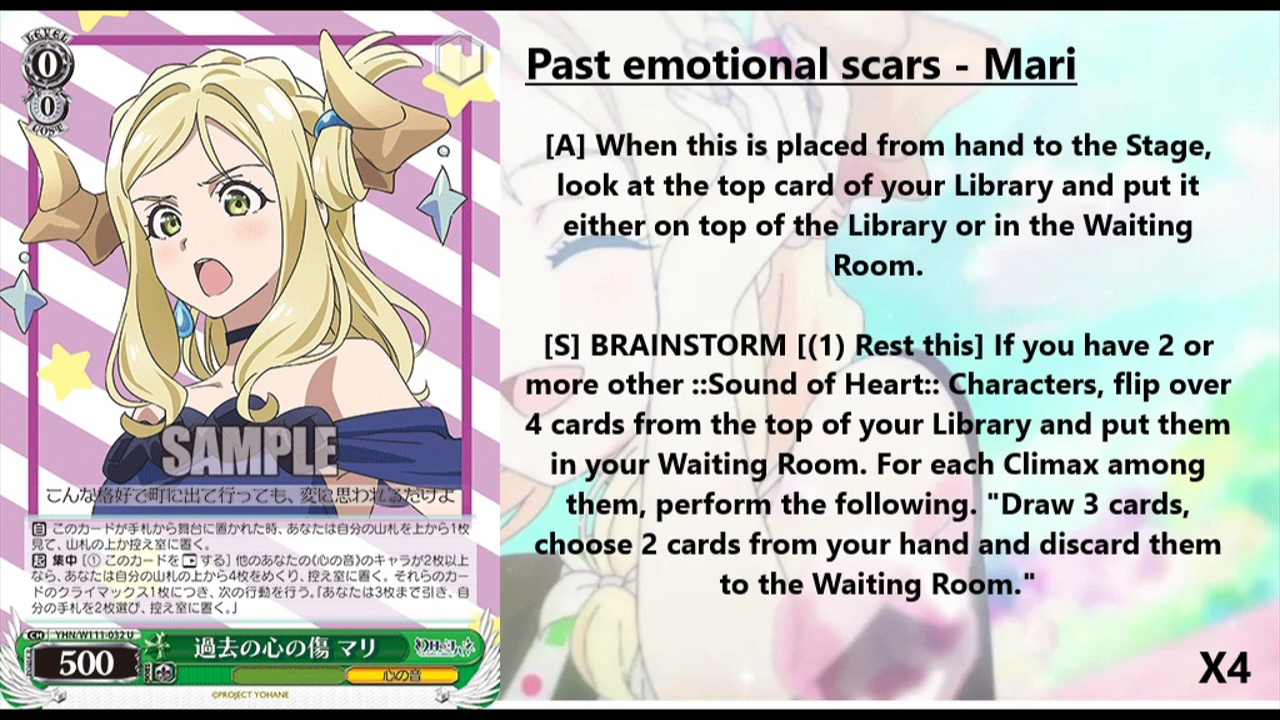 LEVEL
0
0
COST
SAMPLE
こんな格好で町に出て行っても、変に思われるだけよ
自 このカードが手札から舞台に置かれた時、あなたは自分の山札を上から1枚
見て、山札の上か控え室に置く。
起 集中 [① このカードをする] 他のあなたの《心の音》のキャラが2枚以上
なら、あなたは自分の山札の上から4枚をめくり、控え室に置く。それらのカー
ドのクライマックス1枚につき、次の行動を行う。「あなたは3枚まで引き、自
分の手札を2枚選び、控え室に置く。」
CH YHN/W111-032 U
500
過去の心の傷 マリ
心の音
©PROJECT YOHANE
Past emotional scars - Mari
[A] When this is placed from hand to the Stage,
look at the top card of your Library and put it
either on top of the Library or in the Waiting
Room.
[S] BRAINSTORM [(1) Rest this] If you have 2 or
more other ::Sound of Heart:: Characters, flip over
4 cards from the top of your Library and put them
in your Waiting Room. For each Climax among
them, perform the following. "Draw 3 cards,
choose 2 cards from your hand and discard them
to the Waiting Room."
X4